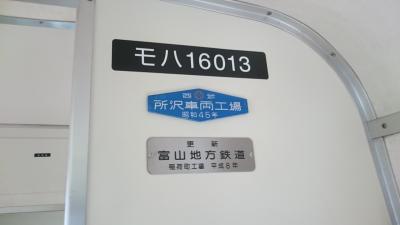 モハ16013
西武
所沢車両工場
昭和45年
更新
富山地方鉄道
稲荷町工場 平成8年